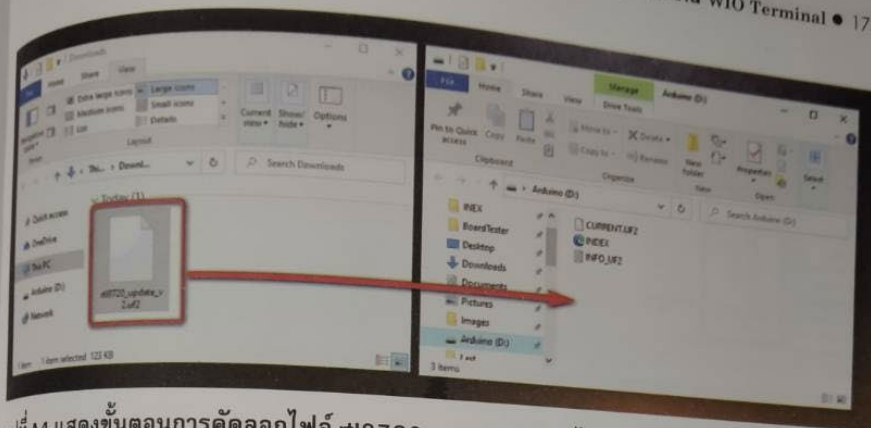 WIO Terminal ● 17
Downloads
Home Share View
Extra large icons Large icons
Medium icons Small icons
List Details
Layout
Current view Show/hide Options
Search Downloads
Today (1)
Quick access
OneDrive
This PC
Arduino (D:)
Network
rtl8720_update_v2.uf2
1 item 1 item selected 123 KB
Manage Arduino (D:)
File Home Share View Drive Tools
Pin to Quick access Copy Paste
Move to Delete
Copy to Rename
New folder
Properties
Select
Clipboard Organize New Open
Arduino (D:)
Search Arduino (D:)
INEX
BoardTester
Desktop
Downloads
Documents
Pictures
Images
Arduino (D:)
CURRENT.UF2
INDEX
INFO_UF2
3 items
แสดงขั้นตอนการคัดลอกไฟล์